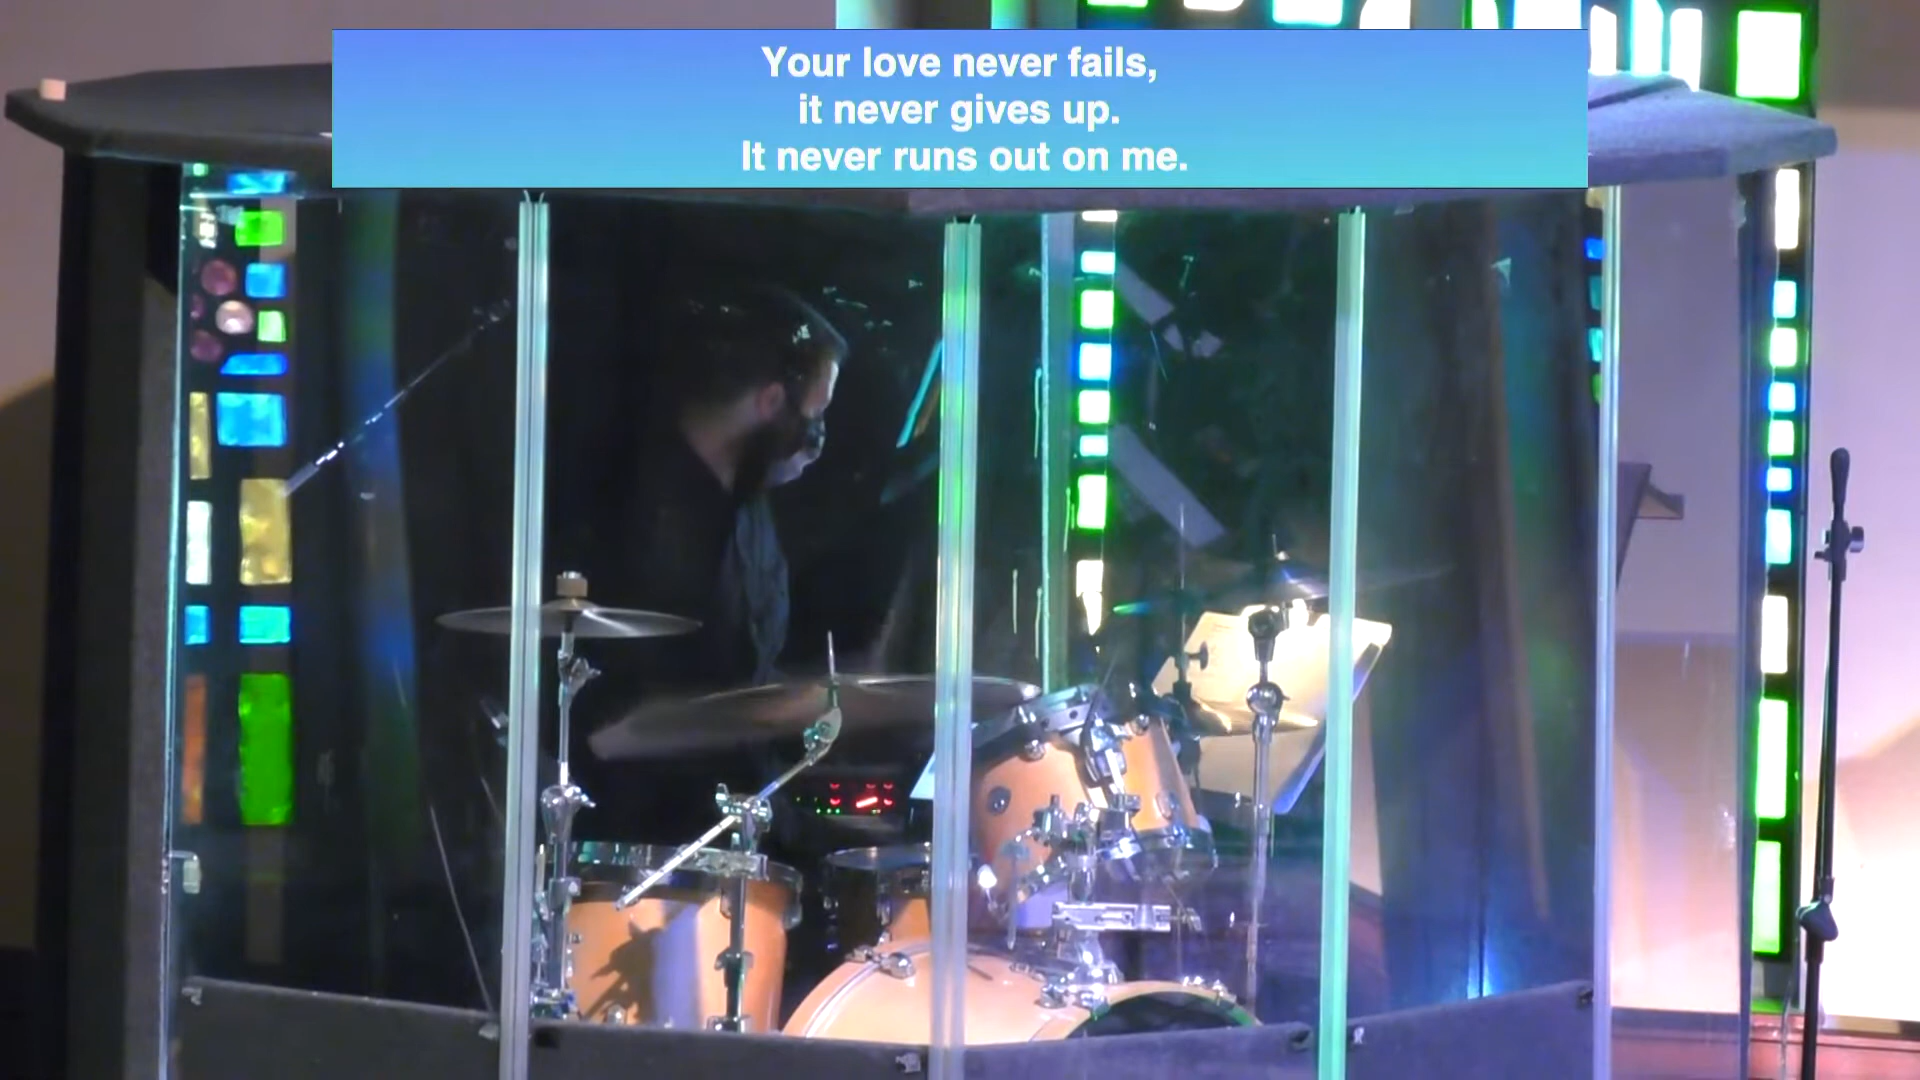 Your love never fails,
it never gives up.
It never runs out on me.